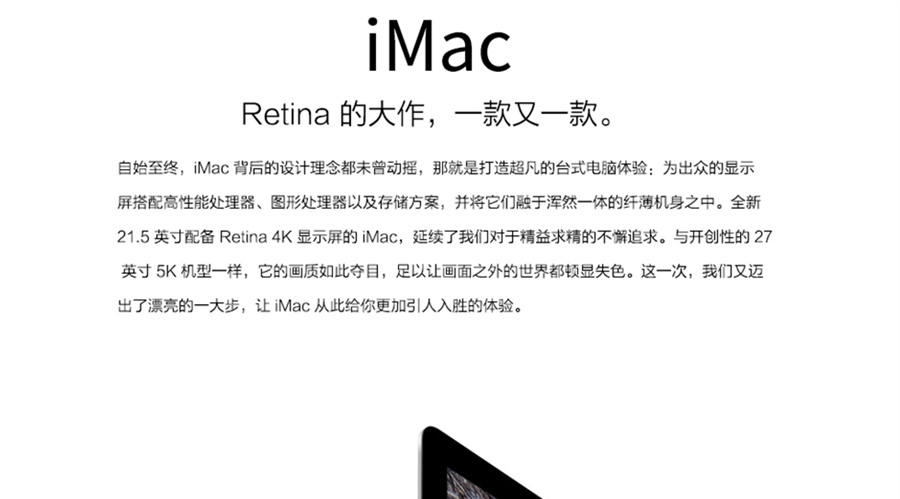 iMac
Retina 的大作，一款又一款。
自始至终，iMac 背后的设计理念都未曾动摇，那就是打造超凡的台式电脑体验：为出众的显示
屏搭配高性能处理器、图形处理器以及存储方案，并将它们融于浑然一体的纤薄机身之中。全新
21.5 英寸配备 Retina 4K 显示屏的 iMac，延续了我们对于精益求精的不懈追求。与开创性的 27
英寸 5K 机型一样，它的画质如此夺目，足以让画面之外的世界都顿显失色。这一次，我们又迈
出了漂亮的一大步，让 iMac 从此给你更加引人入胜的体验。